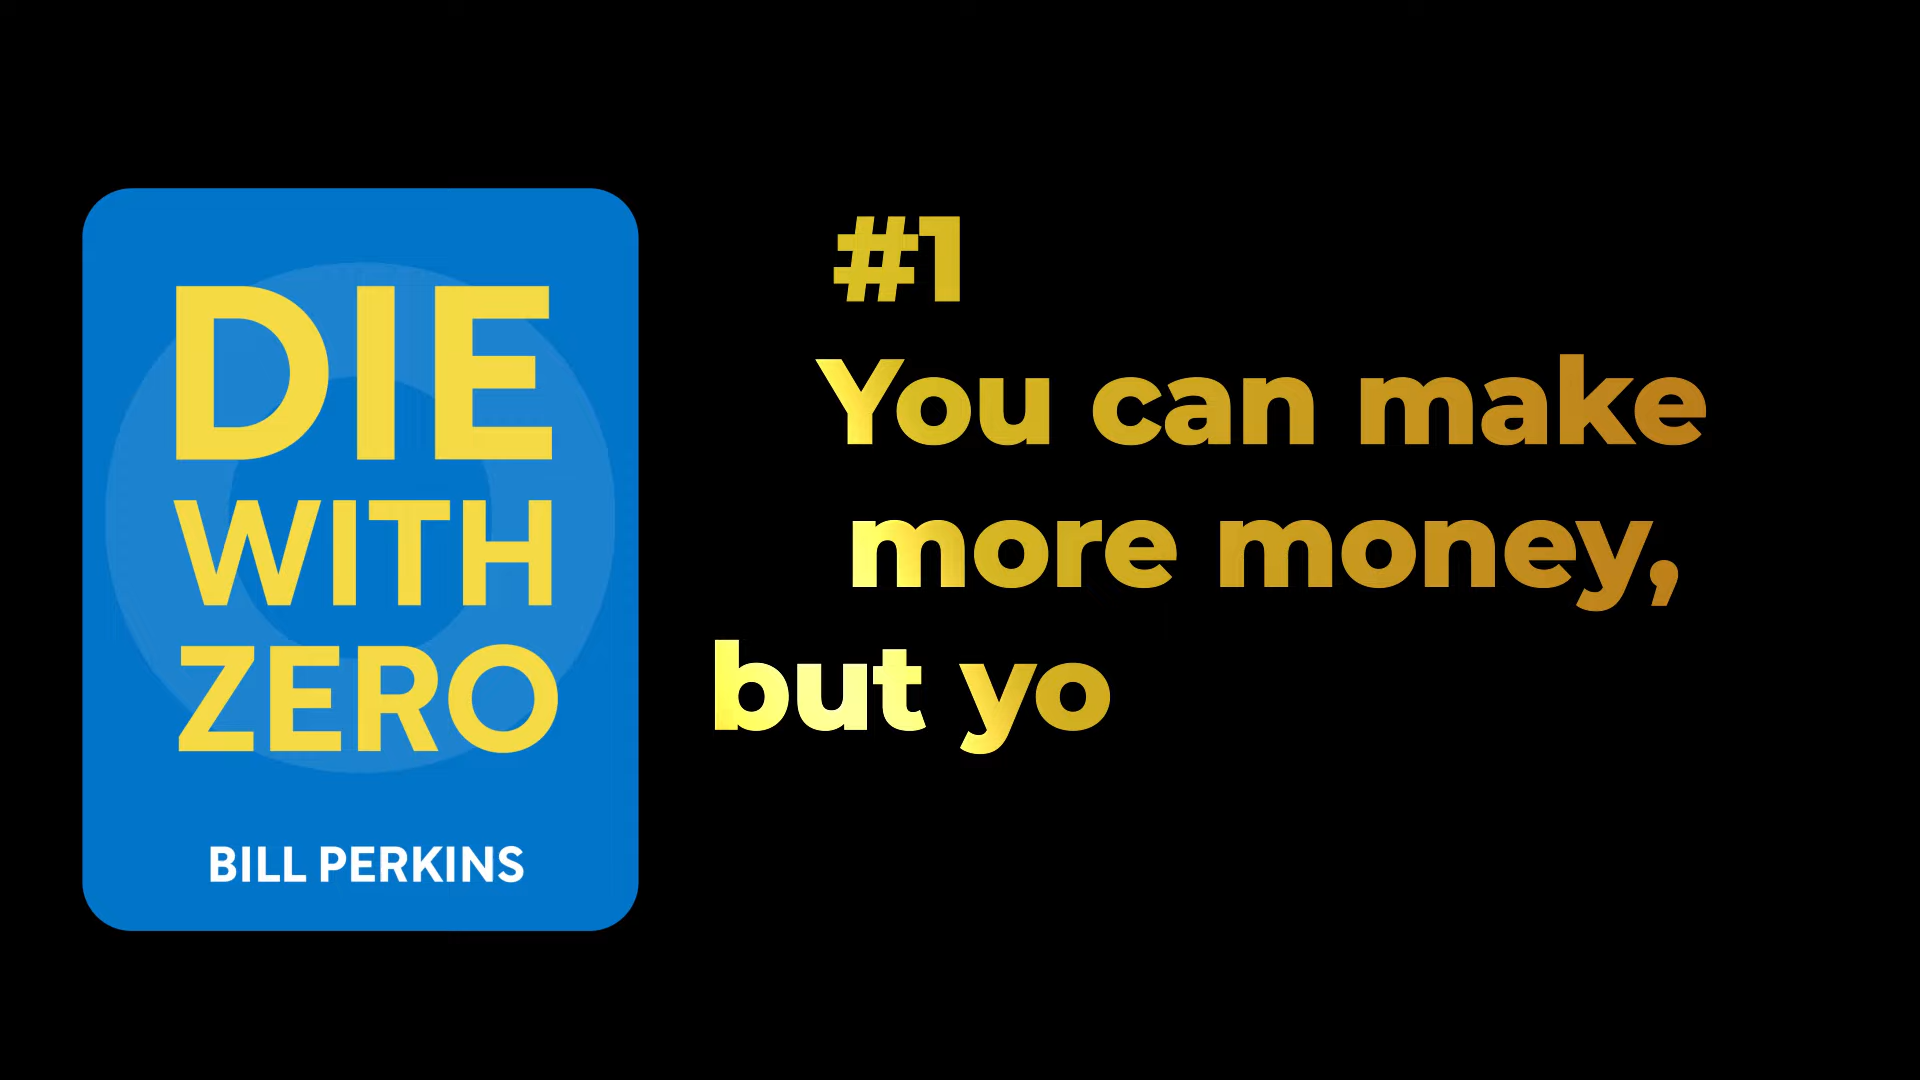 DIE
WITH
ZERO
BILL PERKINS
#1
You can make
more money,
but yo